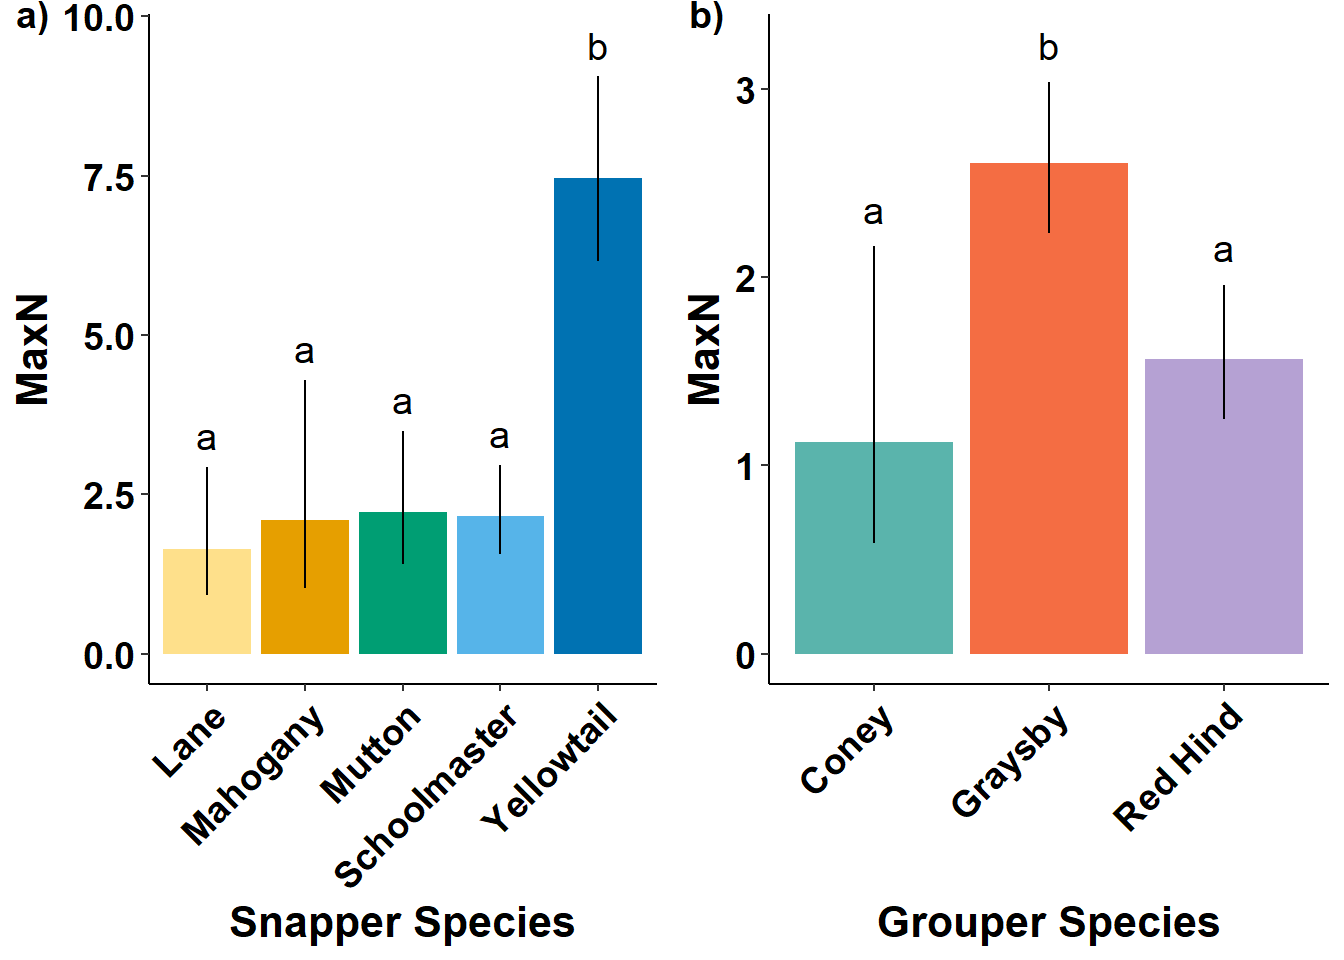 a)
MaxN
10.0
7.5
5.0
2.5
0.0
a
a
a
a
b
Lane
Mahogany
Mutton
Schoolmaster
Yellowtail
Snapper Species
b)
MaxN
3
2
1
0
a
b
a
Coney
Graysby
Red Hind
Grouper Species